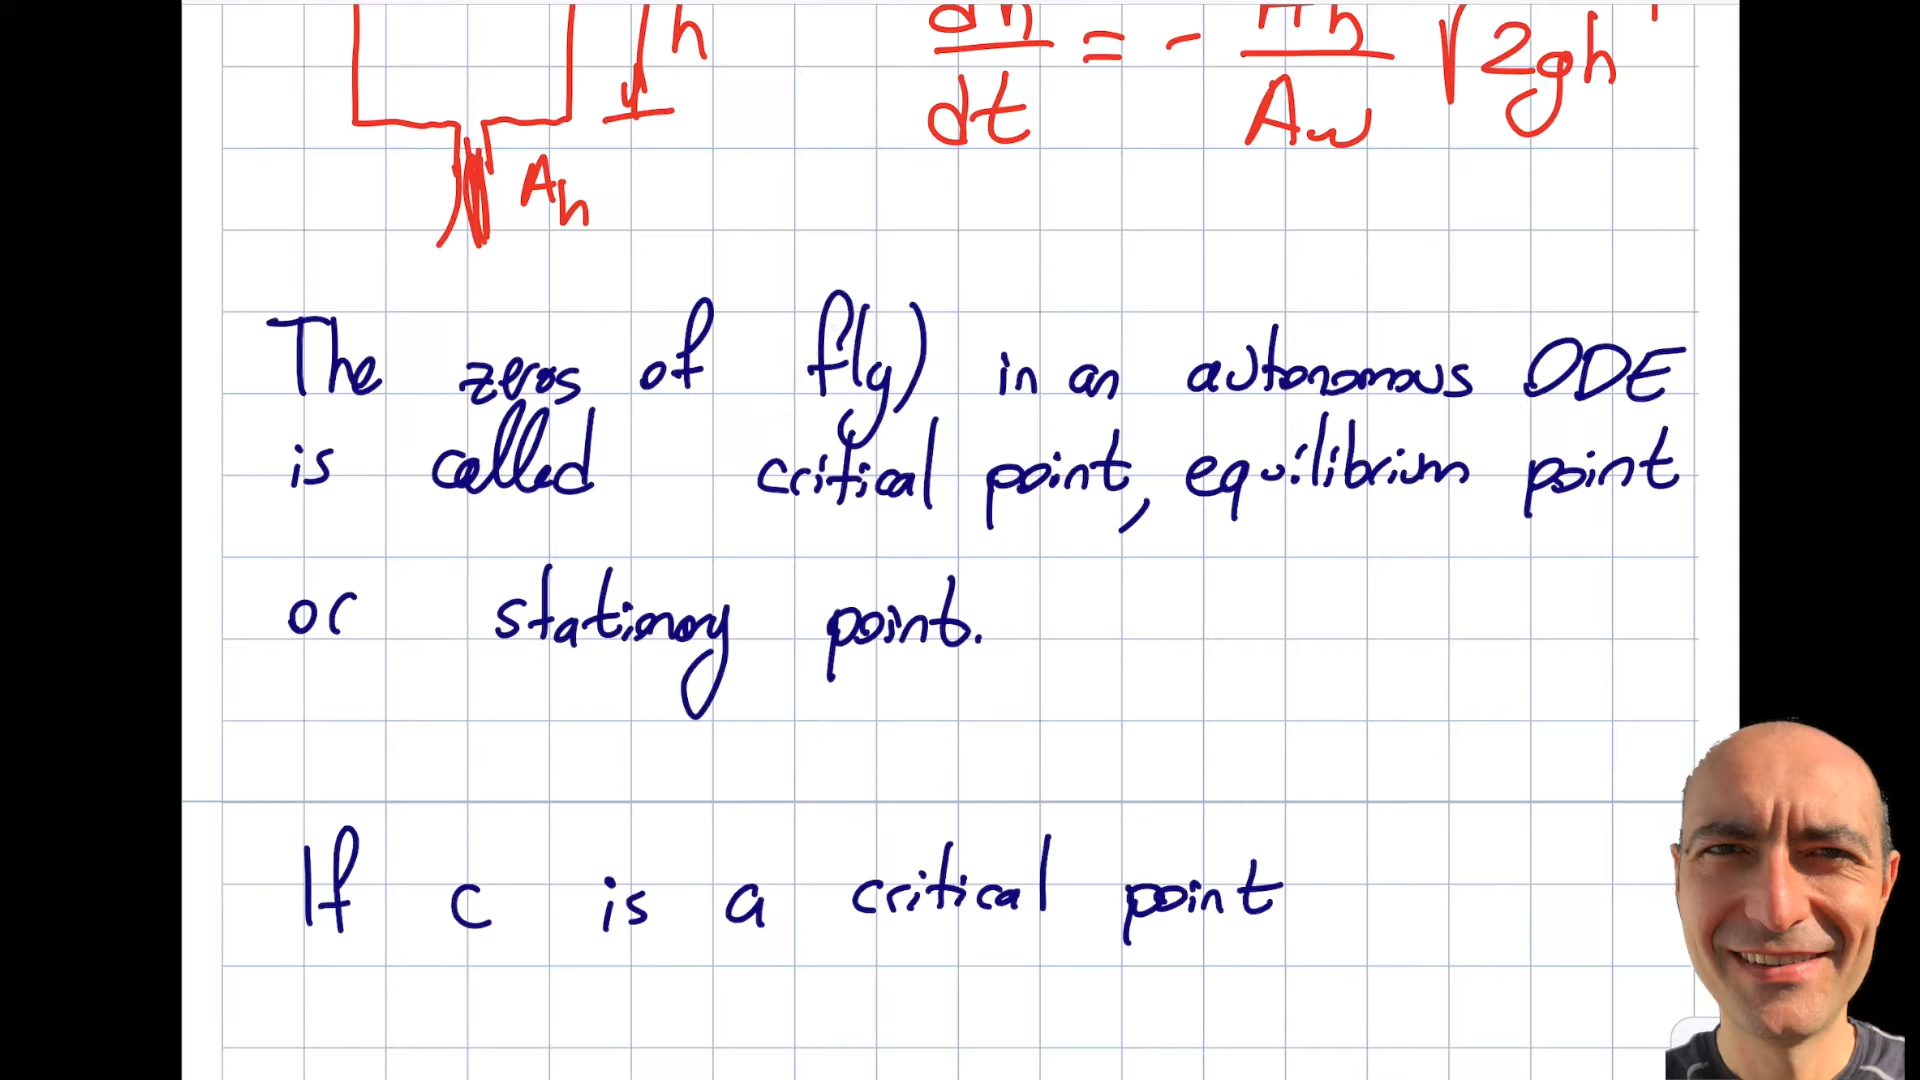 h
dh/dt = - Ah/Aw √2gh
Ah
The zeros of f(y) in an autonomous ODE
is called critical point, equilibrium point
or stationary point.
If c is a critical point